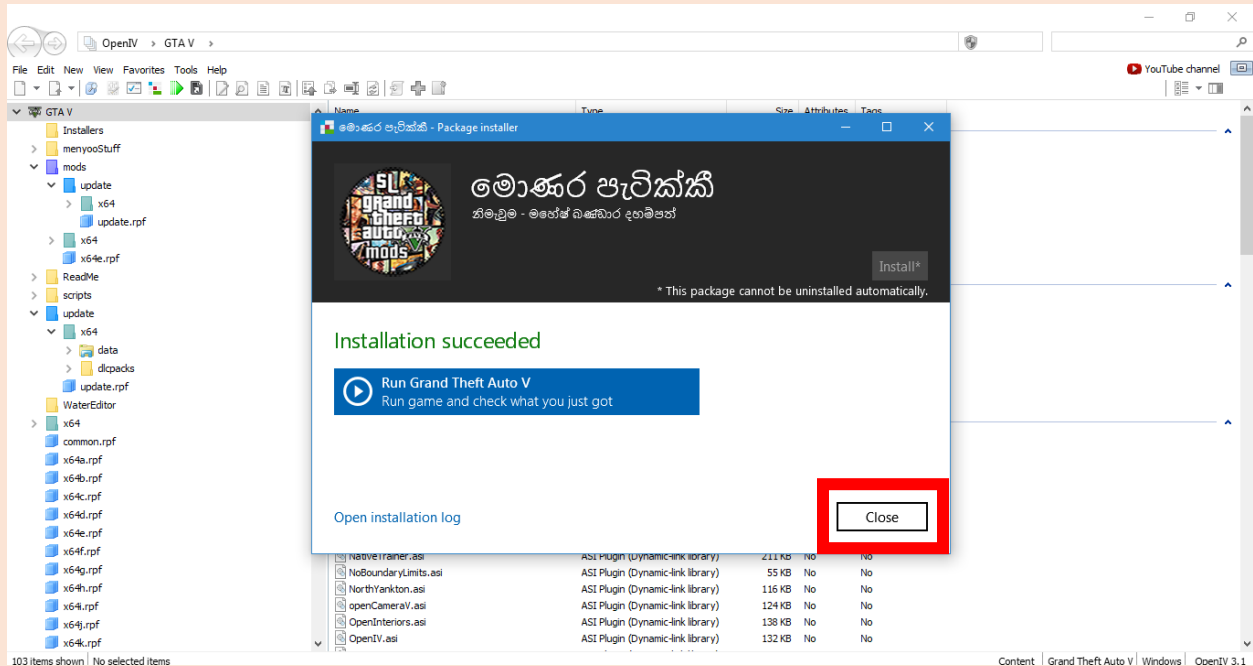 OpenIV › GTA V ›
File Edit New View Favorites Tools Help
YouTube channel
GTA V
Installers
menyooStuff
mods
update
x64
update.rpf
x64
x64e.rpf
ReadMe
scripts
update
x64
data
dlcpacks
update.rpf
WaterEditor
x64
common.rpf
x64a.rpf
x64b.rpf
x64c.rpf
x64d.rpf
x64e.rpf
x64f.rpf
x64g.rpf
x64h.rpf
x64i.rpf
x64j.rpf
x64k.rpf
Name Type Size Attributes Tags
මොණර පැටික්කී - Package installer
SL
grand
theft
auto
mods
මොණර පැටික්කී
නිමැවුම - මහේෂ් බණ්ඩාර දහම්පත්
Install*
* This package cannot be uninstalled automatically.
Installation succeeded
Run Grand Theft Auto V
Run game and check what you just got
Open installation log
Close
NativeTrainer.asi ASI Plugin (Dynamic-link library) 211 KB No No
NoBoundaryLimits.asi ASI Plugin (Dynamic-link library) 55 KB No No
NorthYankton.asi ASI Plugin (Dynamic-link library) 116 KB No No
openCameraV.asi ASI Plugin (Dynamic-link library) 124 KB No No
OpenInteriors.asi ASI Plugin (Dynamic-link library) 138 KB No No
OpenIV.asi ASI Plugin (Dynamic-link library) 132 KB No No
103 items shown No selected items
Content Grand Theft Auto V Windows OpenIV 3.1